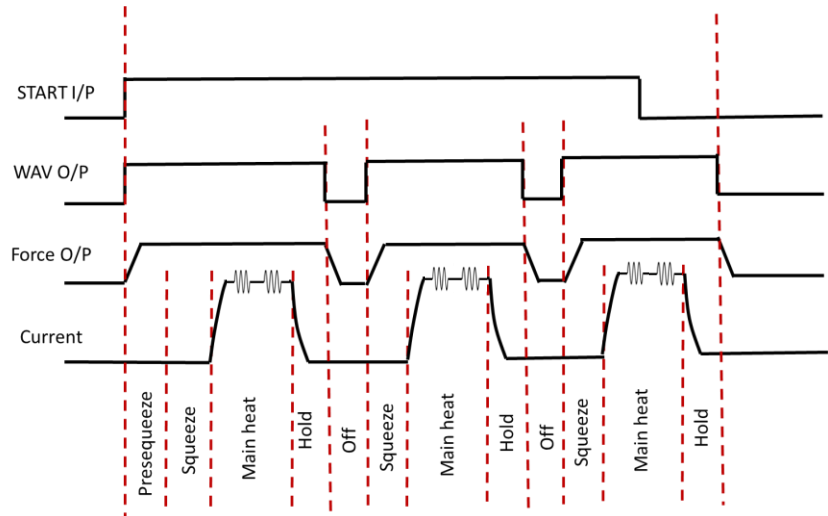 START I/P
WAV O/P
Force O/P
Current
Presequeeze
Squeeze
Main heat
Hold
Off
Squeeze
Main heat
Hold
Off
Squeeze
Main heat
Hold